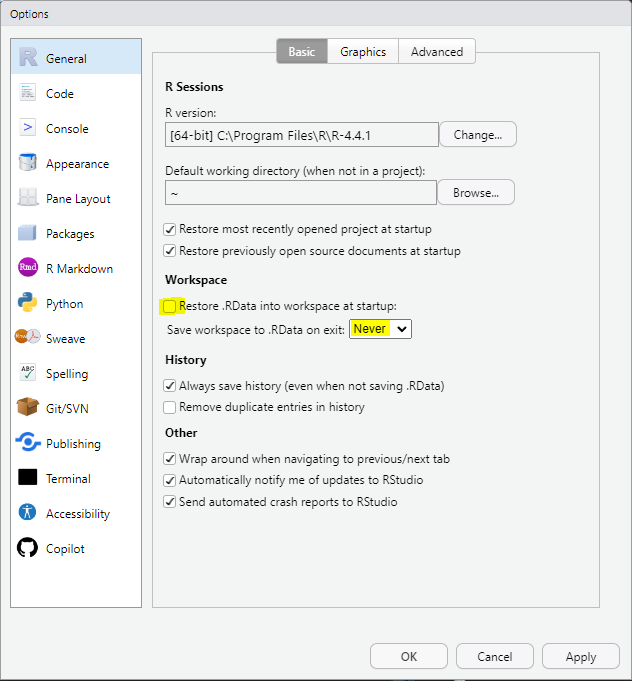 Options
General
Code
Console
Appearance
Pane Layout
Packages
Rmd R Markdown
Python
Sweave
ABC Spelling
Git/SVN
Publishing
Terminal
Accessibility
Copilot
Basic Graphics Advanced
R Sessions
R version:
[64-bit] C:\Program Files\R\R-4.4.1 Change...
Default working directory (when not in a project):
~ Browse...
Restore most recently opened project at startup
Restore previously open source documents at startup
Workspace
Restore .RData into workspace at startup:
Save workspace to .RData on exit: Never
History
Always save history (even when not saving .RData)
Remove duplicate entries in history
Other
Wrap around when navigating to previous/next tab
Automatically notify me of updates to RStudio
Send automated crash reports to RStudio
OK Cancel Apply